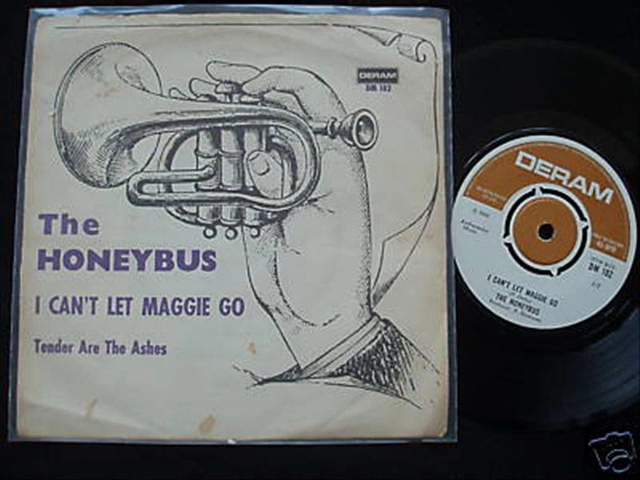 DERAM
DM 182
The
HONEYBUS
I CAN'T LET MAGGIE GO
Tender Are The Ashes
DERAM
DM 182
I CAN'T LET MAGGIE GO
THE HONEYBUS